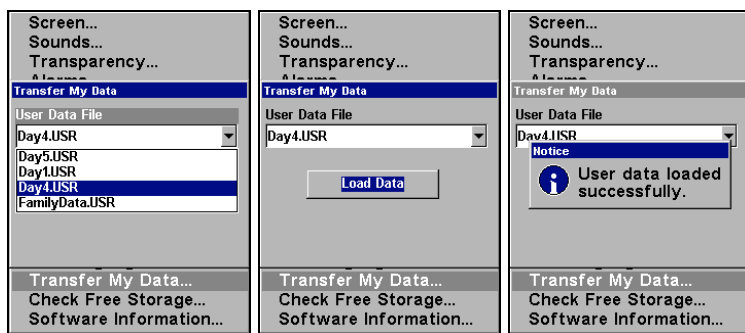 Screen...
Sounds...
Transparency...
Alarms
Transfer My Data
User Data File
Day4.USR
Day5.USR
Day1.USR
Day4.USR
FamilyData.USR
Transfer My Data...
Check Free Storage...
Software Information...
Screen...
Sounds...
Transparency...
Alarms
Transfer My Data
User Data File
Day4.USR
Load Data
Transfer My Data...
Check Free Storage...
Software Information...
Screen...
Sounds...
Transparency...
Alarms
Transfer My Data
User Data File
Day4.USR
Notice
User data loaded
successfully.
Transfer My Data...
Check Free Storage...
Software Information...